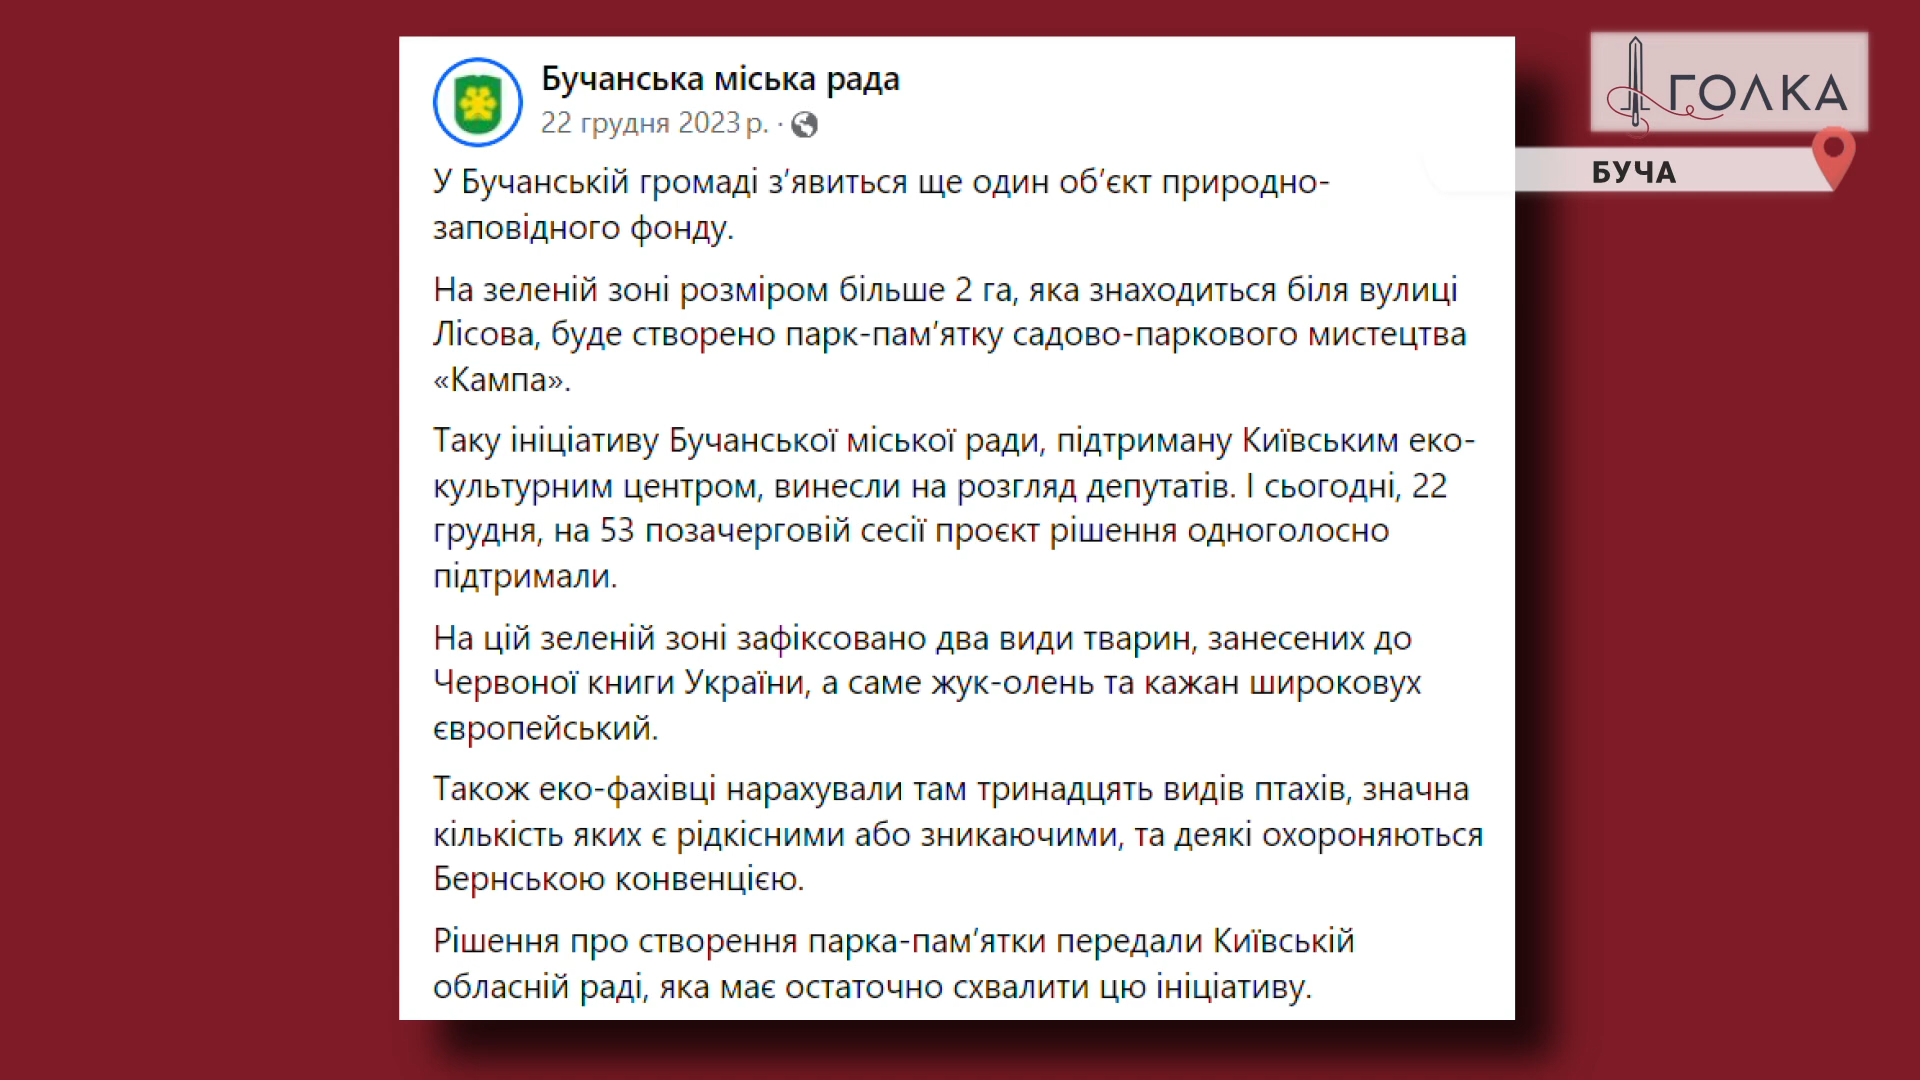 Бучанська міська рада
22 грудня 2023 р. ·
ГОЛКА
БУЧА
У Бучанській громаді з’явиться ще один об’єкт природно-
заповідного фонду.
На зеленій зоні розміром більше 2 га, яка знаходиться біля вулиці
Лісова, буде створено парк-пам’ятку садово-паркового мистецтва
«Кампа».
Таку ініціативу Бучанської міської ради, підтриману Київським еко-
культурним центром, винесли на розгляд депутатів. І сьогодні, 22
грудня, на 53 позачерговій сесії проєкт рішення одноголосно
підтримали.
На цій зеленій зоні зафіксовано два види тварин, занесених до
Червоної книги України, а саме жук-олень та кажан широковух
європейський.
Також еко-фахівці нарахували там тринадцять видів птахів, значна
кількість яких є рідкісними або зникаючими, та деякі охороняються
Бернською конвенцією.
Рішення про створення парка-пам’ятки передали Київській
обласній раді, яка має остаточно схвалити цю ініціативу.